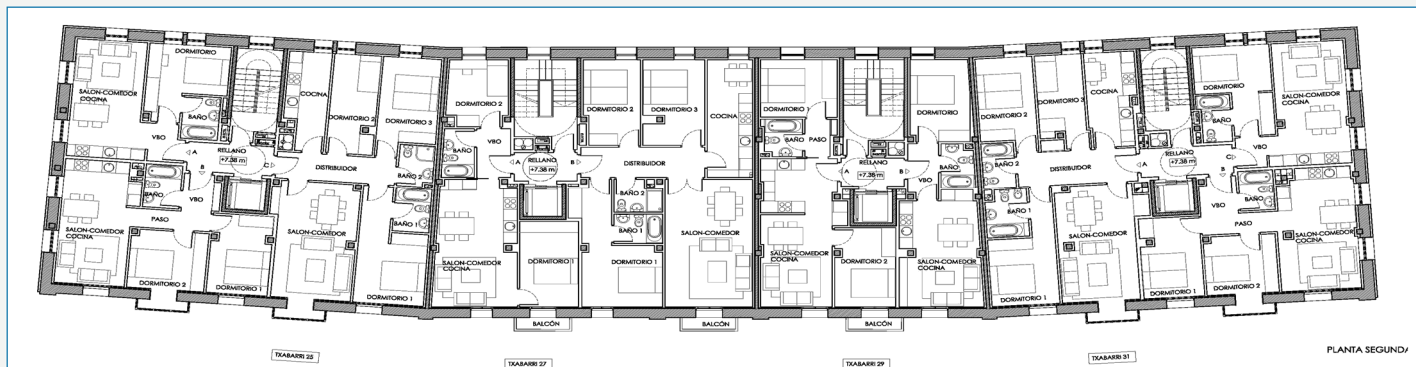 DORMITORIO
SALON-COMEDOR
COCINA
BAÑO
VBO
A
RELLANO
+7.38 m
B
C
COCINA
DORMITORIO 2
DORMITORIO 3
DISTRIBUIDOR
BAÑO 2
BAÑO 1
BAÑO
VBO
PASO
SALON-COMEDOR
COCINA
DORMITORIO 2
DORMITORIO 1
SALON-COMEDOR
DORMITORIO 1
DORMITORIO 2
VBO
BAÑO
A
RELLANO
+7.38 m
B
DORMITORIO 2
DORMITORIO 3
COCINA
DISTRIBUIDOR
BAÑO 2
BAÑO 1
SALON-COMEDOR
COCINA
DORMITORIO 1
DORMITORIO 1
SALON-COMEDOR
BALCÓN
BALCÓN
DORMITORIO 1
BAÑO
PASO
A
RELLANO
+7.38 m
B
DORMITORIO
BAÑO
VBO
SALON-COMEDOR
COCINA
DORMITORIO 2
SALON-COMEDOR
COCINA
BALCÓN
DORMITORIO 2
DORMITORIO 3
COCINA
BAÑO 2
DISTRIBUIDOR
BAÑO 1
A
RELLANO
+7.38 m
C
B
DORMITORIO
BAÑO
VBO
SALON-COMEDOR
COCINA
DORMITORIO 1
SALON-COMEDOR
DORMITORIO 1
DORMITORIO 2
VBO
BAÑO
PASO
SALON-COMEDOR
COCINA
TXABARRI 25
TXABARRI 27
TXABARRI 29
TXABARRI 31
PLANTA SEGUNDA